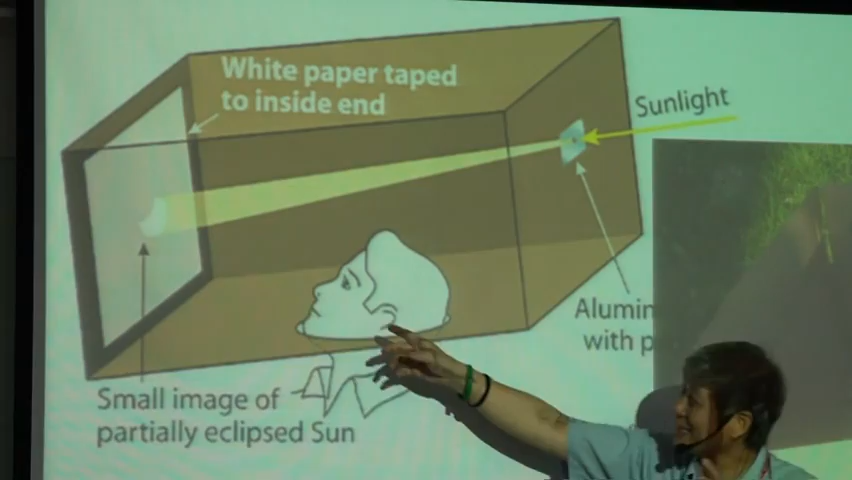 White paper taped
to inside end
Sunlight
Alumin
with p
Small image of
partially eclipsed Sun